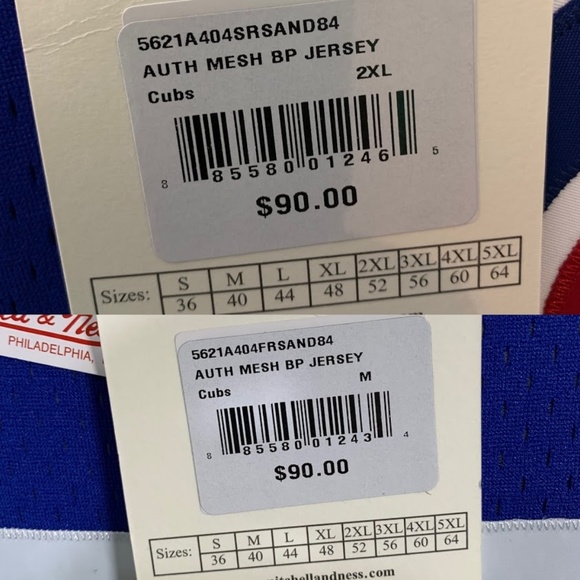 5621A404SRSAND84
AUTH MESH BP JERSEY
Cubs 2XL
8 85580 01246 5
$90.00
Sizes: S M L XL 2XL 3XL 4XL 5XL
36 40 44 48 52 56 60 64
PHILADELPHIA,
5621A404FRSAND84
AUTH MESH BP JERSEY
Cubs M
8 85580 01243 4
$90.00
Sizes: S M L XL 2XL 3XL 4XL 5XL
36 40 44 48 52 56 60 64
itchellandness.com